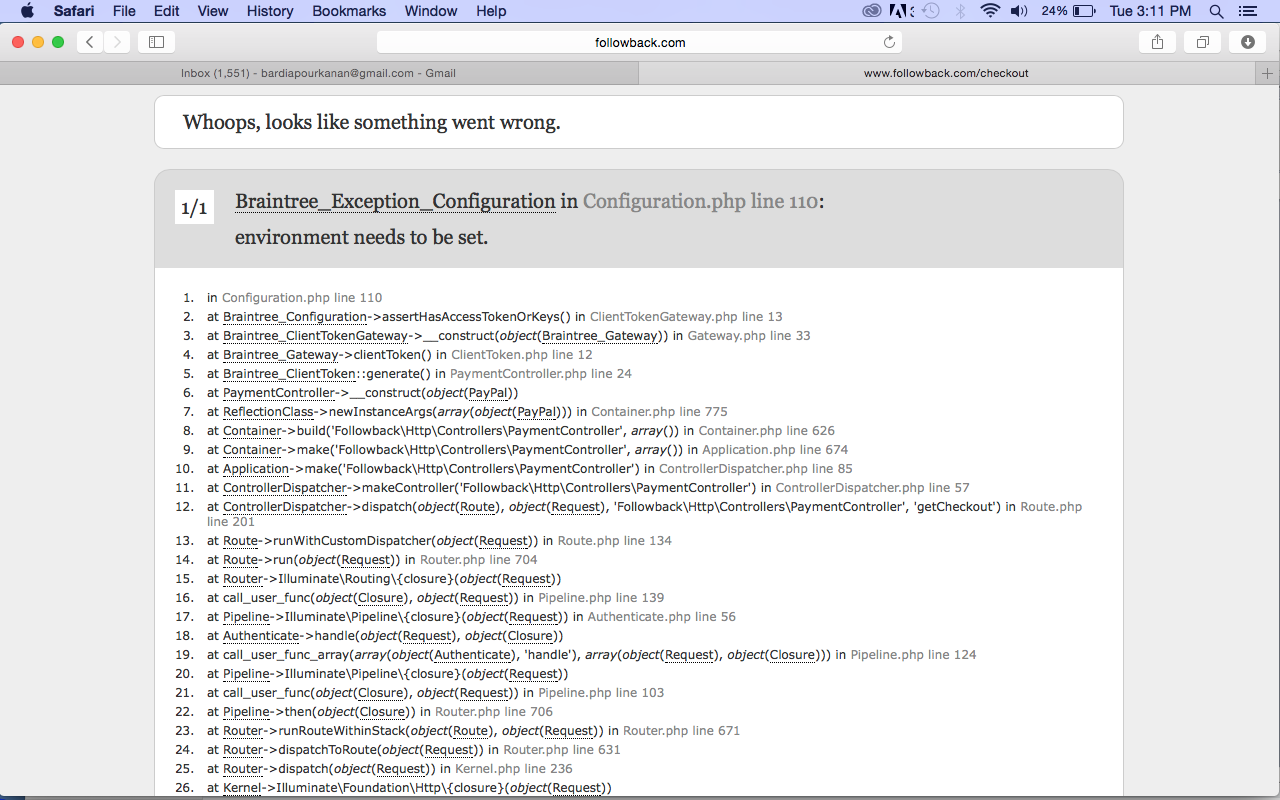 Safari File Edit View History Bookmarks Window Help 24% Tue 3:11 PM
followback.com
Inbox (1,551) - bardiapourkanan@gmail.com - Gmail www.followback.com/checkout
Whoops, looks like something went wrong.
1/1 Braintree_Exception_Configuration in Configuration.php line 110:
environment needs to be set.
1. in Configuration.php line 110
2. at Braintree_Configuration->assertHasAccessTokenOrKeys() in ClientTokenGateway.php line 13
3. at Braintree_ClientTokenGateway->__construct(object(Braintree_Gateway)) in Gateway.php line 33
4. at Braintree_Gateway->clientToken() in ClientToken.php line 12
5. at Braintree_ClientToken::generate() in PaymentController.php line 24
6. at PaymentController->__construct(object(PayPal))
7. at ReflectionClass->newInstanceArgs(array(object(PayPal))) in Container.php line 775
8. at Container->build('Followback\Http\Controllers\PaymentController', array()) in Container.php line 626
9. at Container->make('Followback\Http\Controllers\PaymentController', array()) in Application.php line 674
10. at Application->make('Followback\Http\Controllers\PaymentController') in ControllerDispatcher.php line 85
11. at ControllerDispatcher->makeController('Followback\Http\Controllers\PaymentController') in ControllerDispatcher.php line 57
12. at ControllerDispatcher->dispatch(object(Route), object(Request), 'Followback\Http\Controllers\PaymentController', 'getCheckout') in Route.php
line 201
13. at Route->runWithCustomDispatcher(object(Request)) in Route.php line 134
14. at Route->run(object(Request)) in Router.php line 704
15. at Router->Illuminate\Routing\{closure}(object(Request))
16. at call_user_func(object(Closure), object(Request)) in Pipeline.php line 139
17. at Pipeline->Illuminate\Pipeline\{closure}(object(Request)) in Authenticate.php line 56
18. at Authenticate->handle(object(Request), object(Closure))
19. at call_user_func_array(array(object(Authenticate), 'handle'), array(object(Request), object(Closure))) in Pipeline.php line 124
20. at Pipeline->Illuminate\Pipeline\{closure}(object(Request))
21. at call_user_func(object(Closure), object(Request)) in Pipeline.php line 103
22. at Pipeline->then(object(Closure)) in Router.php line 706
23. at Router->runRouteWithinStack(object(Route), object(Request)) in Router.php line 671
24. at Router->dispatchToRoute(object(Request)) in Router.php line 631
25. at Router->dispatch(object(Request)) in Kernel.php line 236
26. at Kernel->Illuminate\Foundation\Http\{closure}(object(Request))